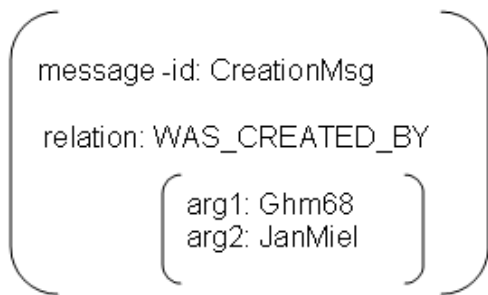 message -id: CreationMsg
relation: WAS_CREATED_BY
arg1: Ghm68
arg2: JanMiel